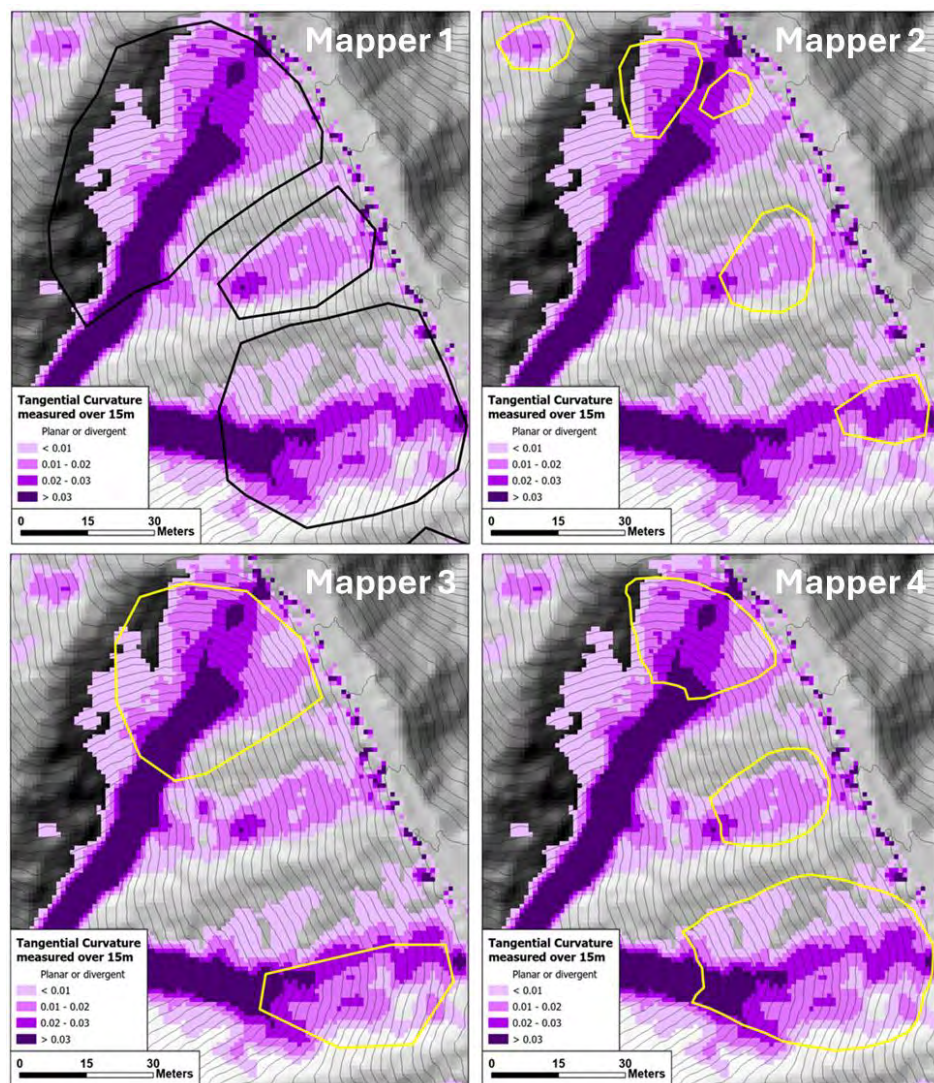 Mapper 1
Tangential Curvature
measured over 15m
Planar or divergent
< 0.01
0.01 - 0.02
0.02 - 0.03
> 0.03
0 15 30
Meters
Mapper 2
Tangential Curvature
measured over 15m
Planar or divergent
< 0.01
0.01 - 0.02
0.02 - 0.03
> 0.03
0 15 30
Meters
Mapper 3
Tangential Curvature
measured over 15m
Planar or divergent
< 0.01
0.01 - 0.02
0.02 - 0.03
> 0.03
0 15 30
Meters
Mapper 4
Tangential Curvature
measured over 15m
Planar or divergent
< 0.01
0.01 - 0.02
0.02 - 0.03
> 0.03
0 15 30
Meters